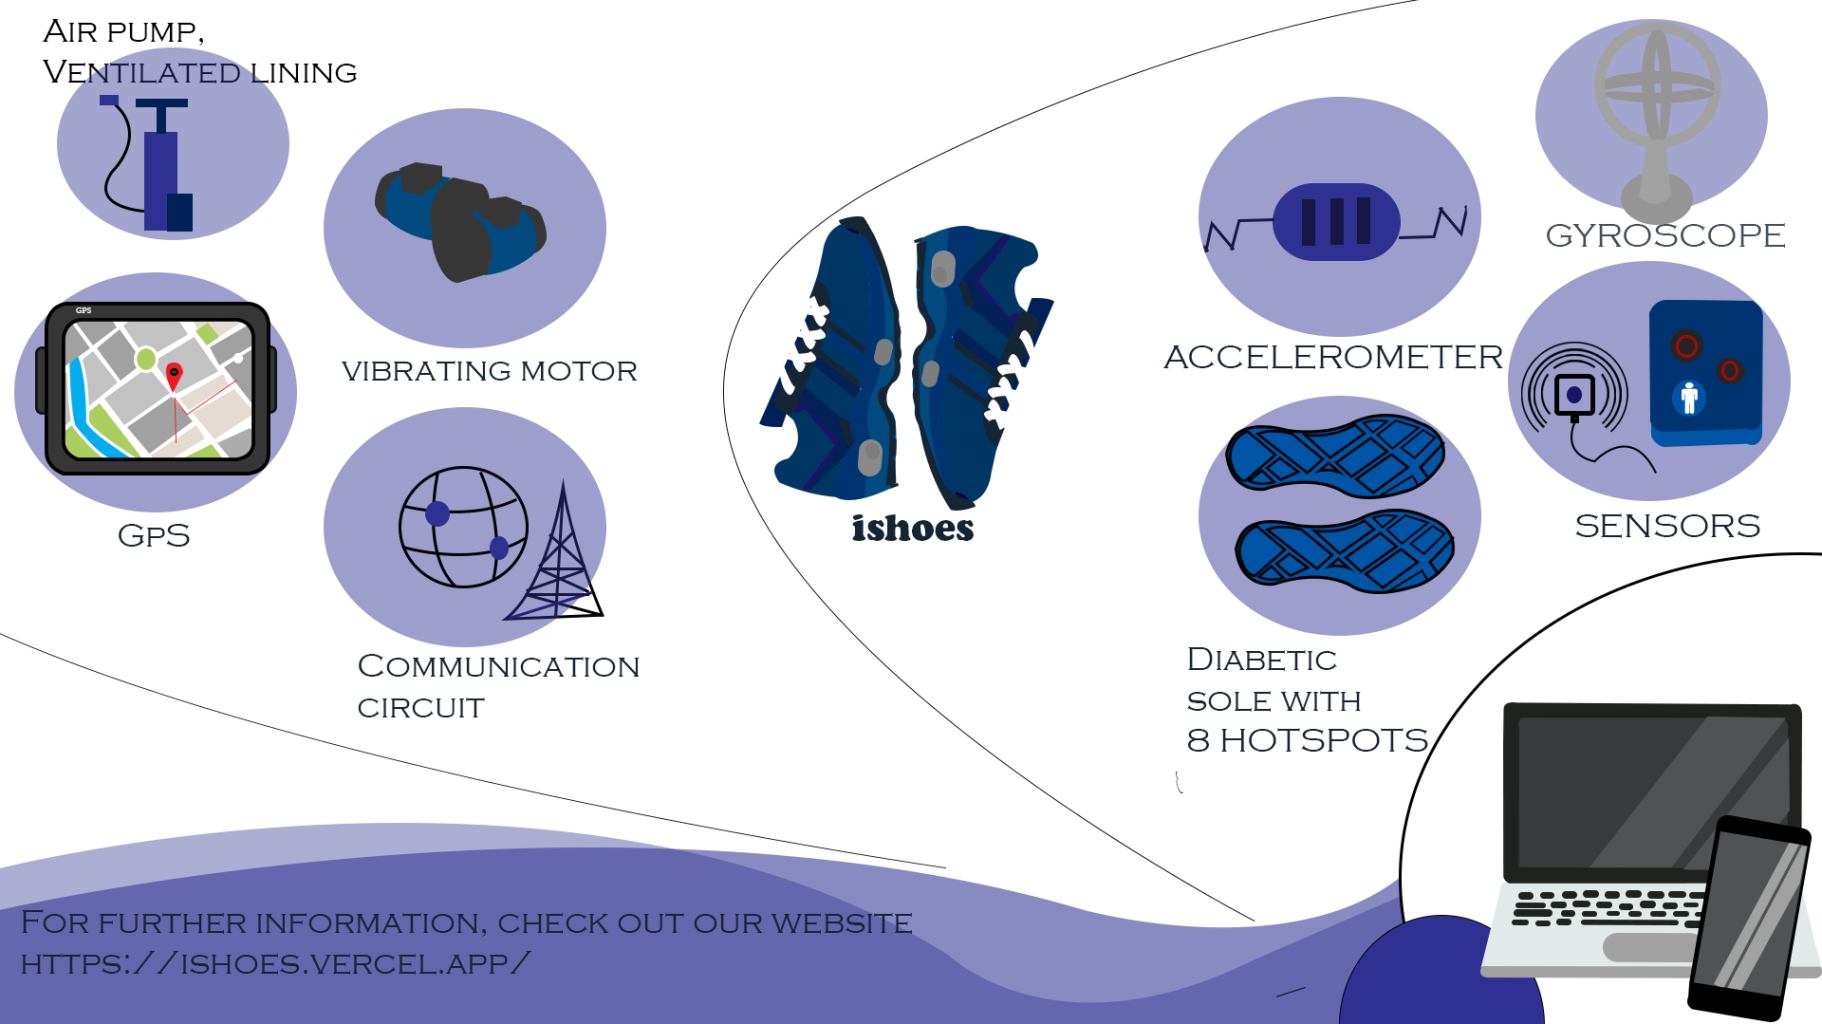 AIR PUMP,
VENTILATED LINING
GPS
GPS
VIBRATING MOTOR
COMMUNICATION
CIRCUIT
ishoes
ACCELEROMETER
GYROSCOPE
SENSORS
DIABETIC
SOLE WITH
8 HOTSPOTS
FOR FURTHER INFORMATION, CHECK OUT OUR WEBSITE
HTTPS://ISHOES.VERCEL.APP/